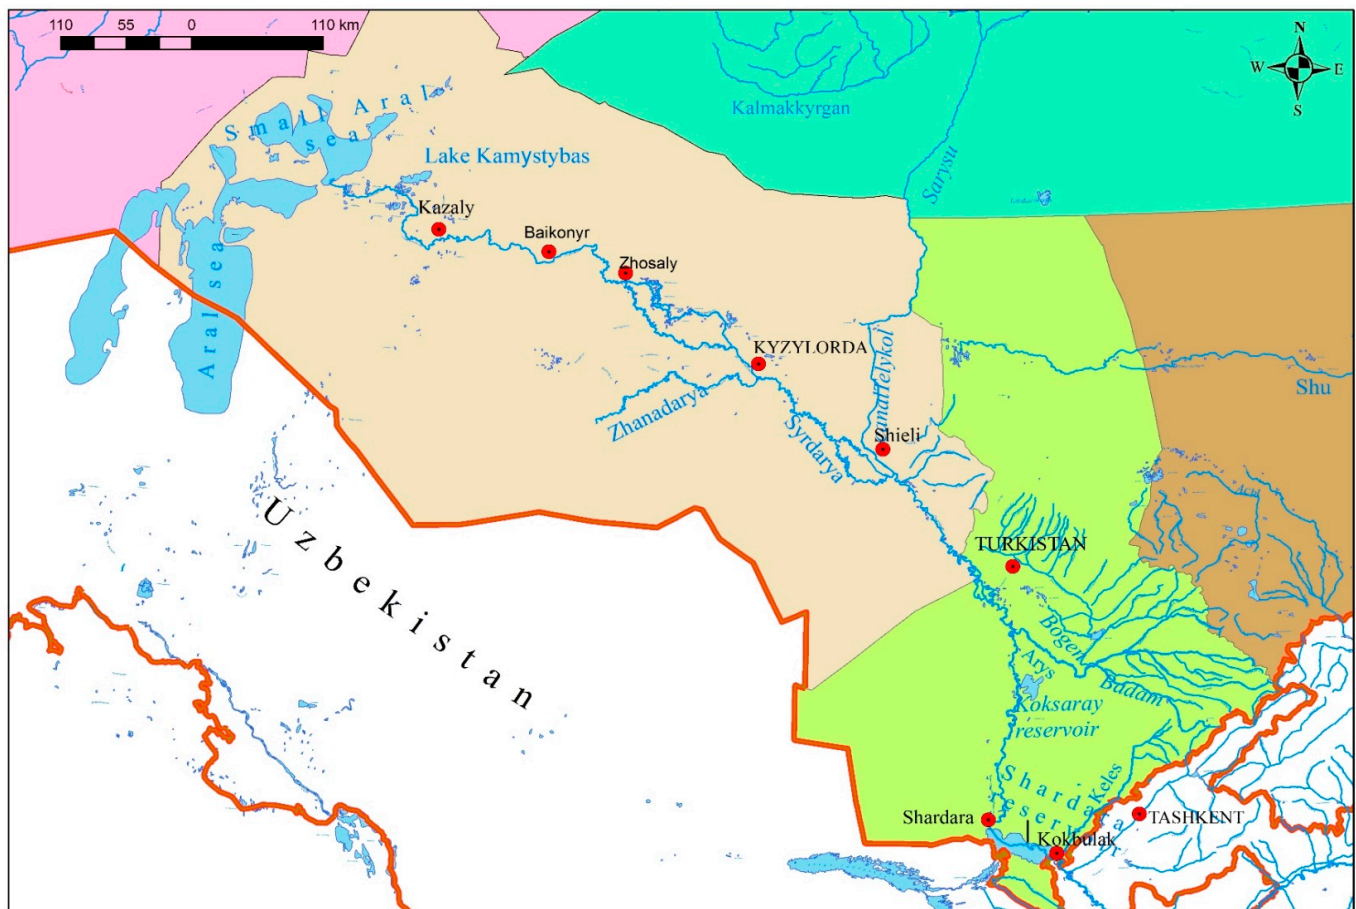 110 55 0 110 km
N
W E
S
Kalmakkyrgan
Small Aral
sea
Lake Kamystybas
Sarysu
Kazaly
Baikonyr
Zhosaly
Aral sea
KYZYLORDA
Telykol
Shu
Zhanadarya
Syrdarya
Shieli
Uzbekistan
TURKISTAN
Bogen
Arys
Badam
Koksaray
reservoir
Keles
Shardara
Shardara
TASHKENT
Kokbulak